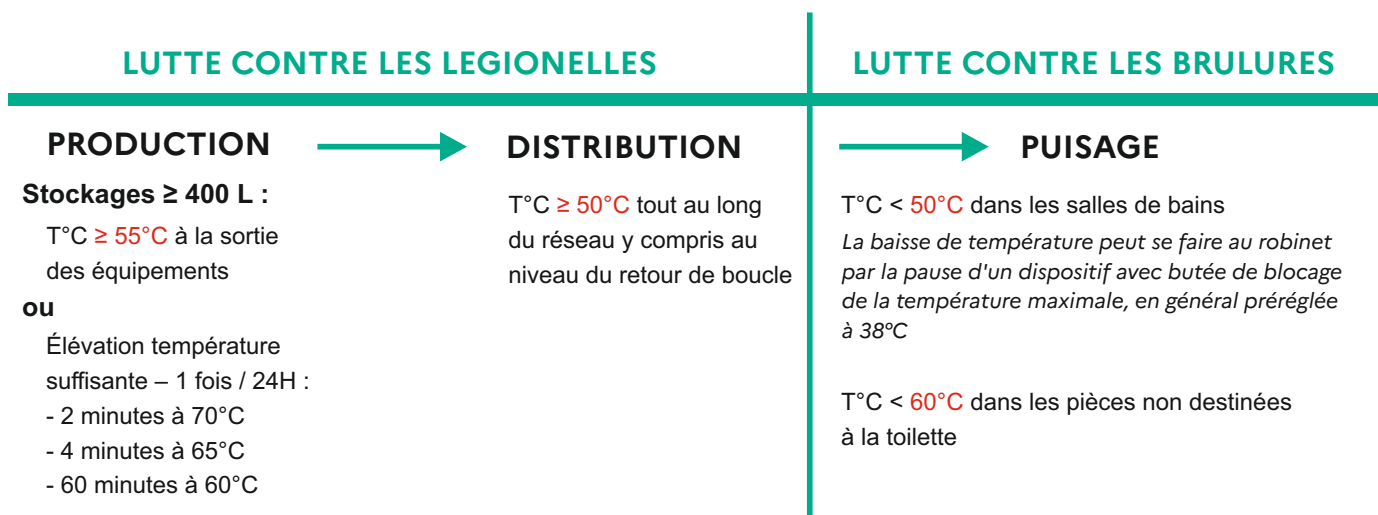 LUTTE CONTRE LES LEGIONELLES
PRODUCTION
Stockages ≥ 400 L :
T°C ≥ 55°C à la sortie
des équipements
ou
Élévation température
suffisante – 1 fois / 24H :
- 2 minutes à 70°C
- 4 minutes à 65°C
- 60 minutes à 60°C
DISTRIBUTION
T°C ≥ 50°C tout au long
du réseau y compris au
niveau du retour de boucle
LUTTE CONTRE LES BRULURES
PUISAGE
T°C < 50°C dans les salles de bains
La baisse de température peut se faire au robinet
par la pause d'un dispositif avec butée de blocage
de la température maximale, en général préréglée
à 38ºC
T°C < 60°C dans les pièces non destinées
à la toilette